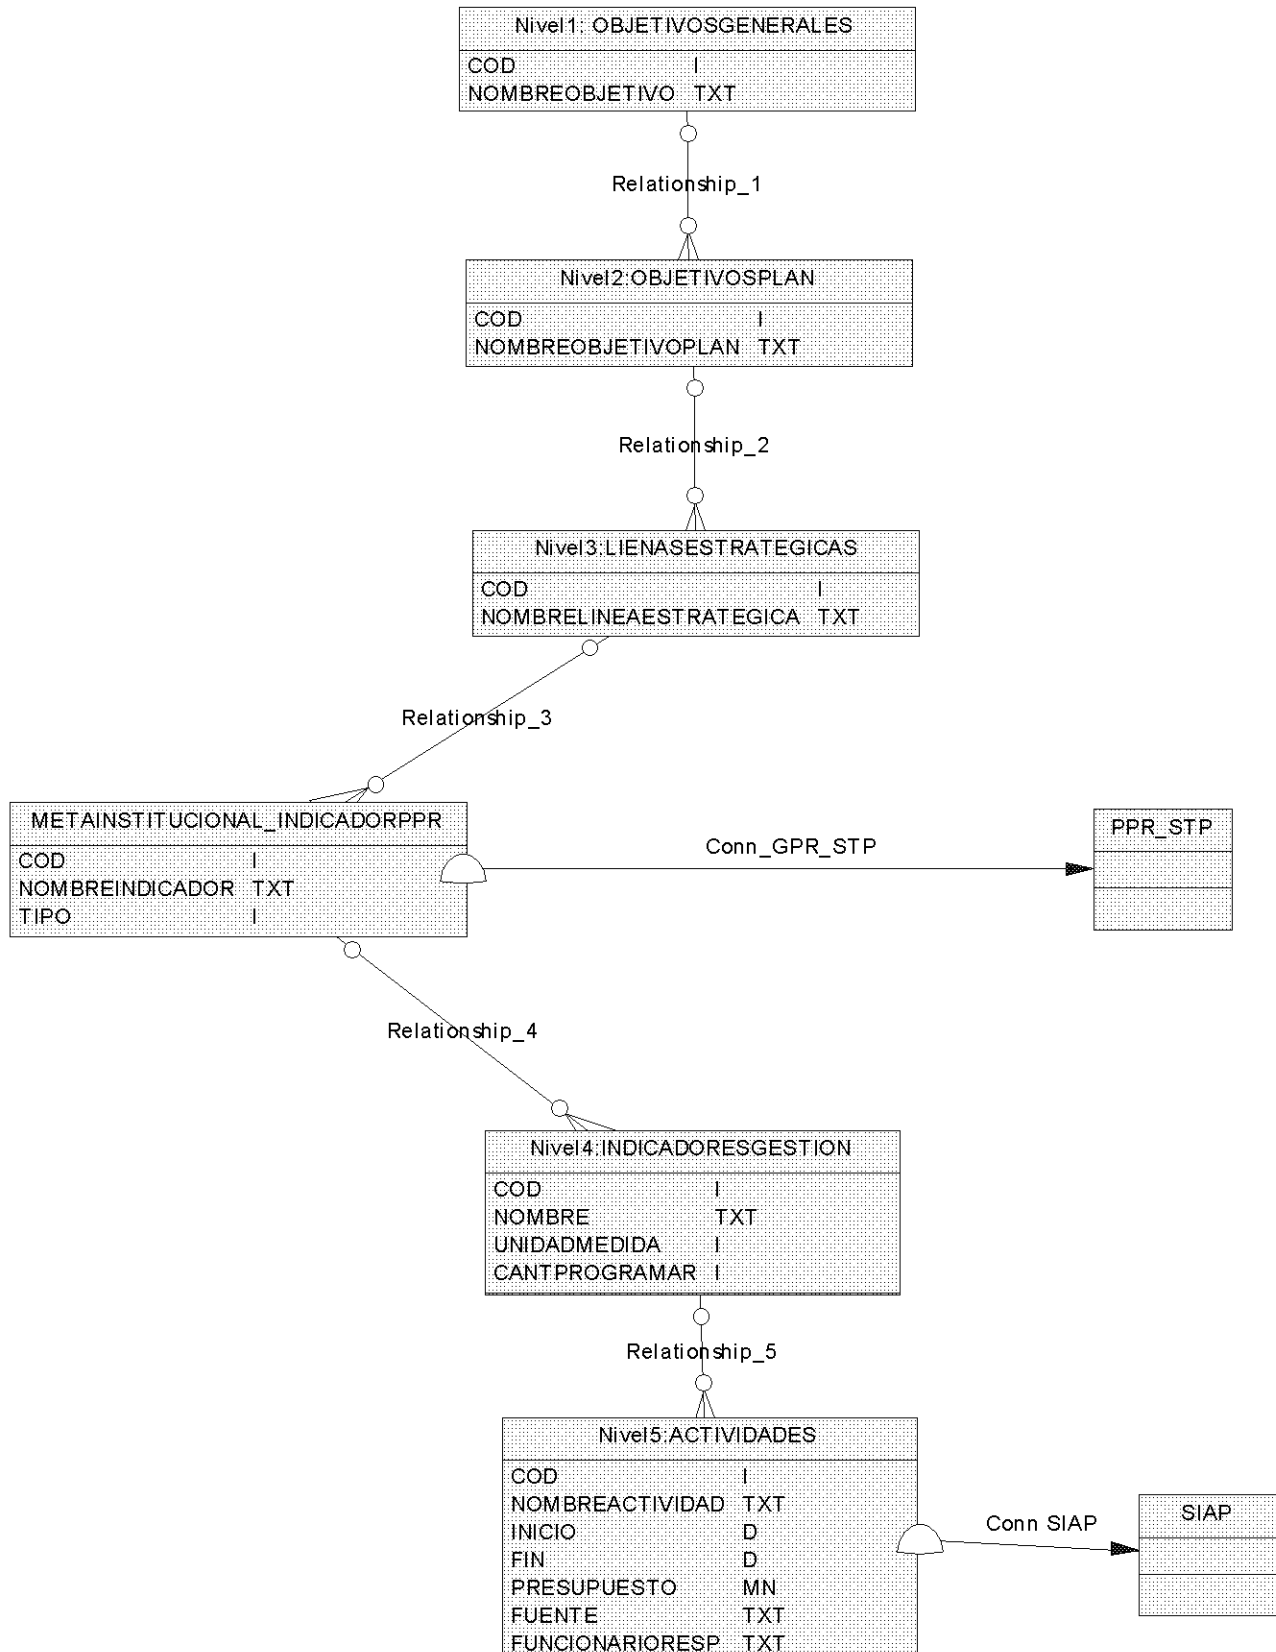 Nivel1: OBJETIVOSGENERALES
COD I
NOMBREOBJETIVO TXT
Relationship_1
Nivel2:OBJETIVOSPLAN
COD I
NOMBREOBJETIVOPLAN TXT
Relationship_2
Nivel3:LIENASESTRATEGICAS
COD I
NOMBRELINEAESTRATEGICA TXT
Relationship_3
METAINSTITUCIONAL_INDICADORPPR
COD I
NOMBREINDICADOR TXT
TIPO I
Conn_GPR_STP
PPR_STP
Relationship_4
Nivel4:INDICADORESGESTION
COD I
NOMBRE TXT
UNIDADMEDIDA I
CANTPROGRAMAR I
Relationship_5
Nivel5:ACTIVIDADES
COD I
NOMBREACTIVIDAD TXT
INICIO D
FIN D
PRESUPUESTO MN
FUENTE TXT
FUNCIONARIORESP TXT
Conn SIAP
SIAP